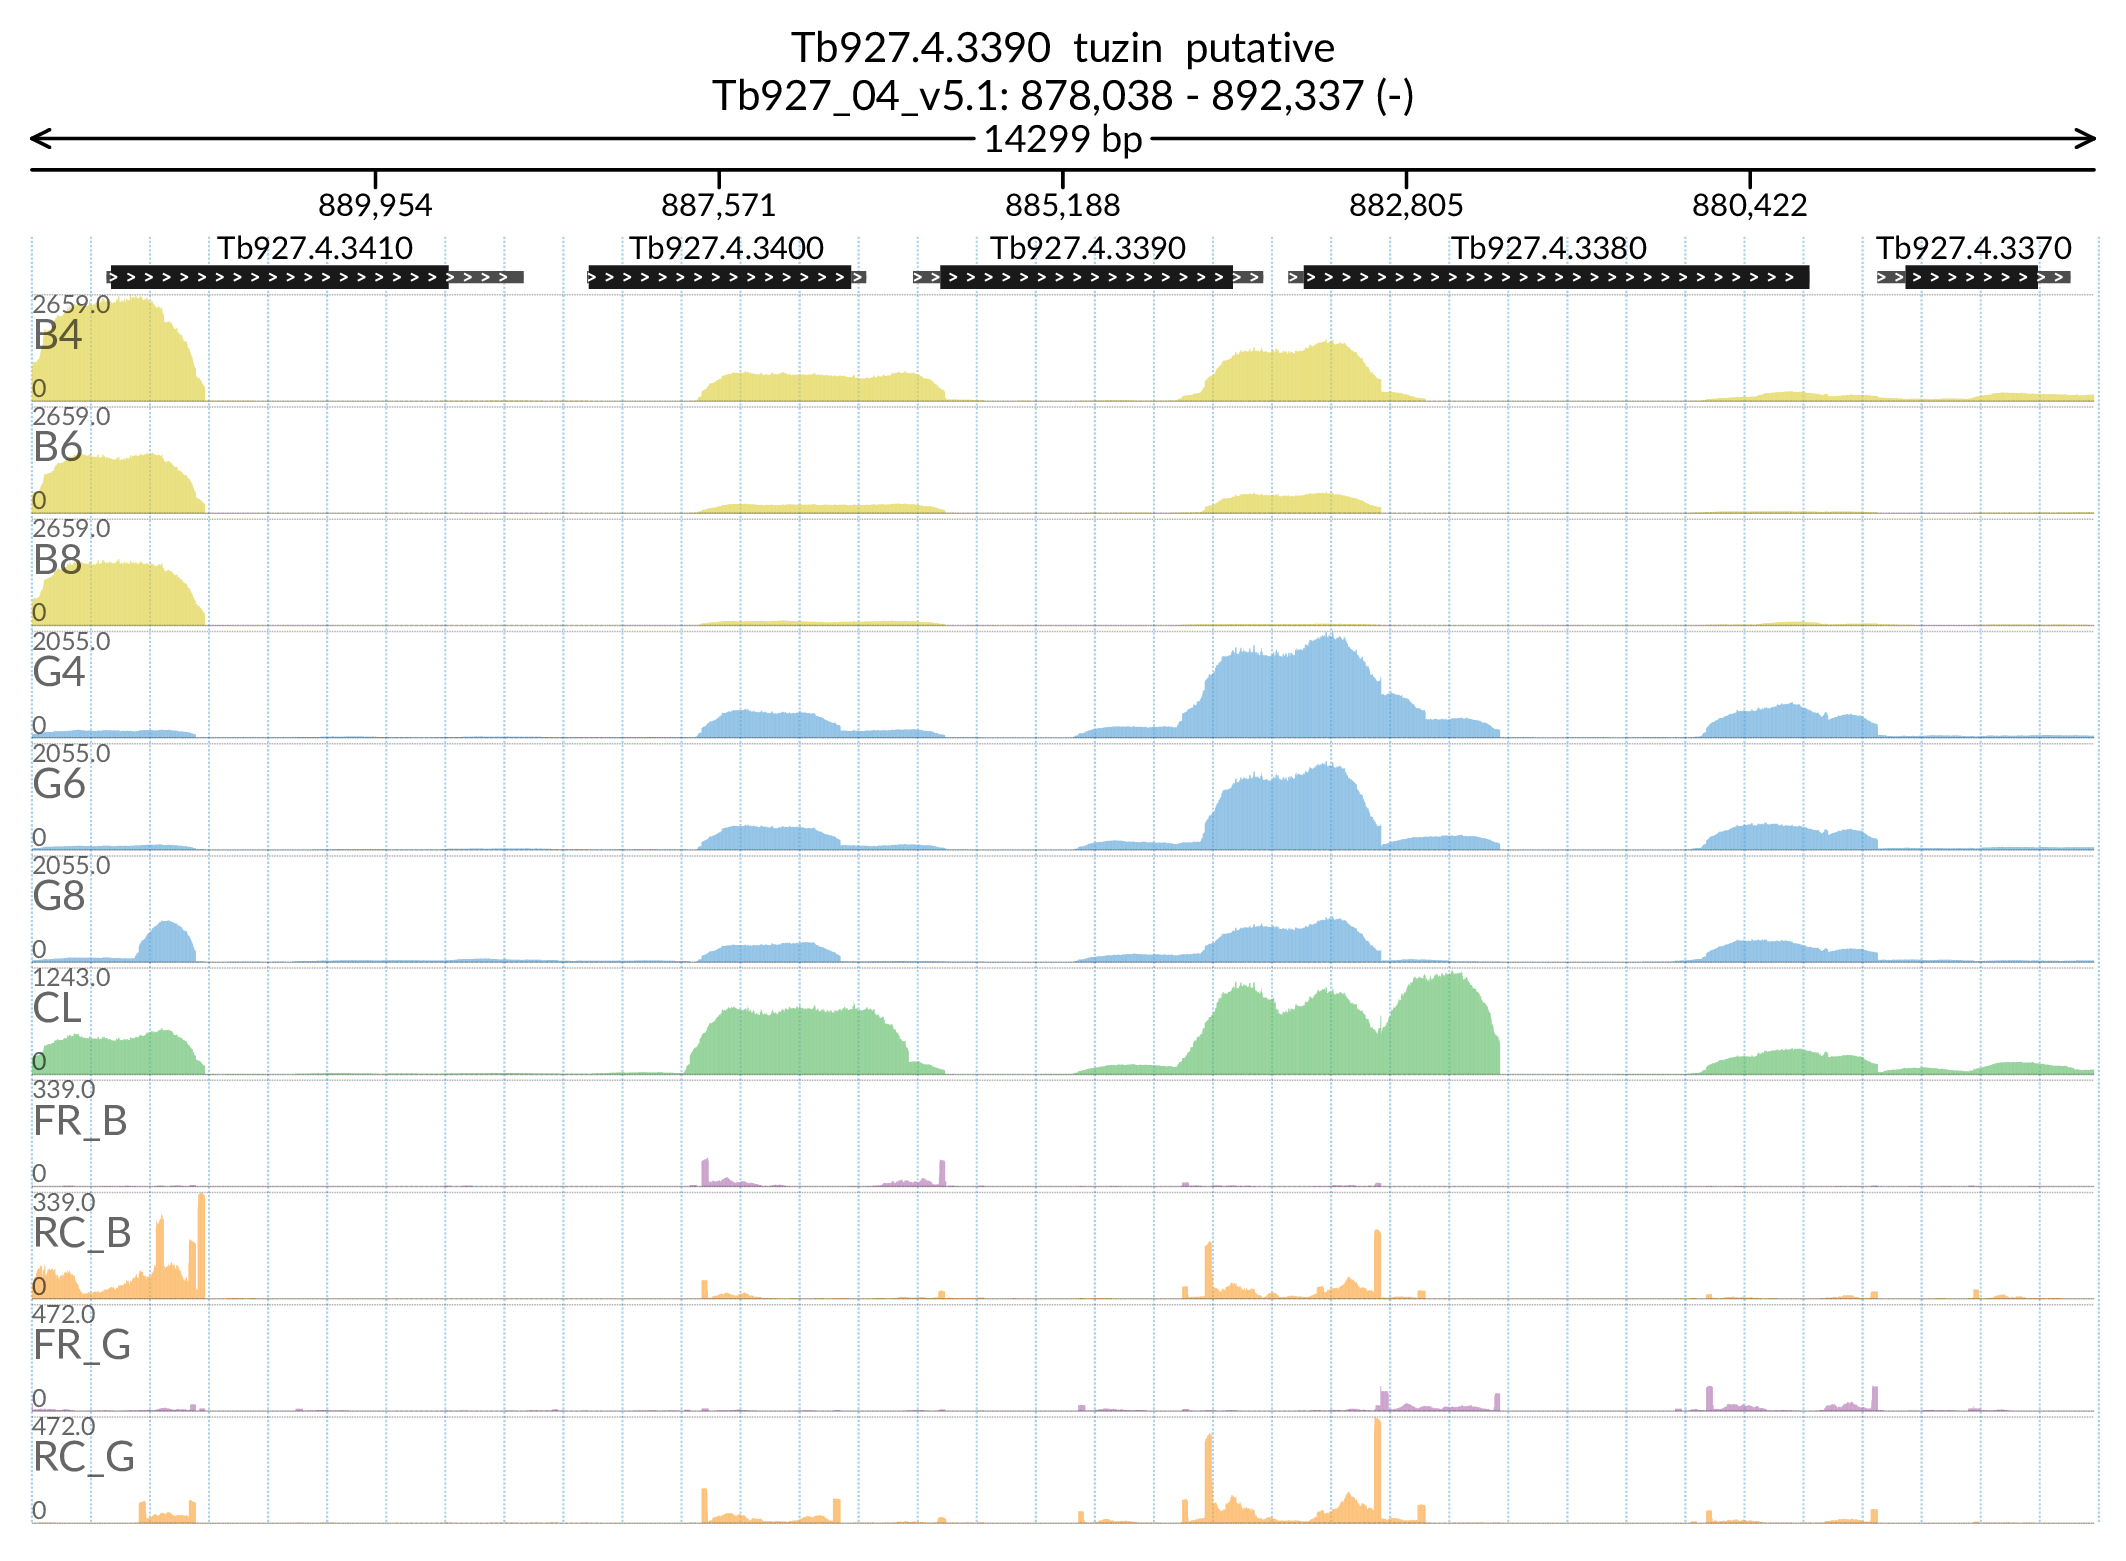 Tb927.4.3390 tuzin putative
Tb927_04_v5.1: 878,038 - 892,337 (-)
14299 bp
889,954 887,571 885,188 882,805 880,422
Tb927.4.3410 Tb927.4.3400 Tb927.4.3390 Tb927.4.3380 Tb927.4.3370
2659.0
B4
0
2659.0
B6
0
2659.0
B8
0
2055.0
G4
0
2055.0
G6
0
2055.0
G8
0
1243.0
CL
0
339.0
FR_B
0
339.0
RC_B
0
472.0
FR_G
0
472.0
RC_G
0